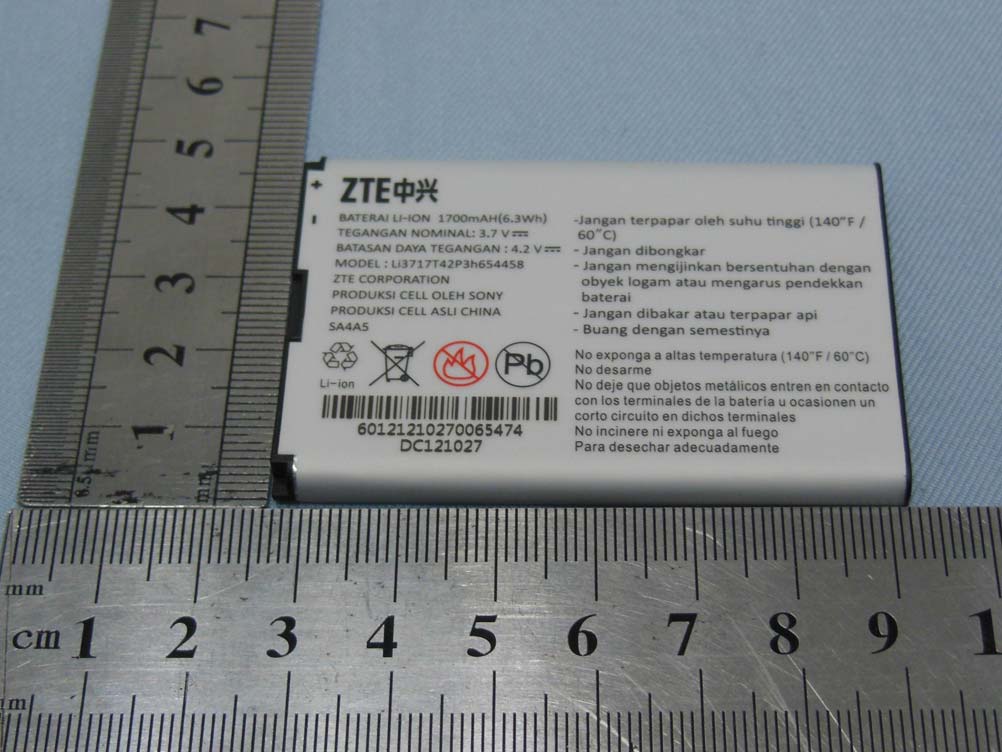 7
6
5
4
3
2
1
0.5mm
mm
+
-
ZTE中兴
BATERAI LI-ION 1700mAH(6.3Wh)
TEGANGAN NOMINAL: 3.7 V
BATASAN DAYA TEGANGAN : 4.2 V
MODEL : Li3717T42P3h654458
ZTE CORPORATION
PRODUKSI CELL OLEH SONY
PRODUKSI CELL ASLI CHINA
SA4A5
Li-ion
Pb
60121210270065474
DC121027
-Jangan terpapar oleh suhu tinggi (140°F /
60°C)
- Jangan dibongkar
- Jangan mengijinkan bersentuhan dengan
obyek logam atau mengarus pendekkan
baterai
- Jangan dibakar atau terpapar api
- Buang dengan semestinya
No exponga a altas temperatura (140°F / 60°C)
No desarme
No deje que objetos metálicos entren en contacto
con los terminales de la batería u ocasionen un
corto circuito en dichos terminales
No incinere ni exponga al fuego
Para desechar adecuadamente
mm
cm 1 2 3 4 5 6 7 8 9 1